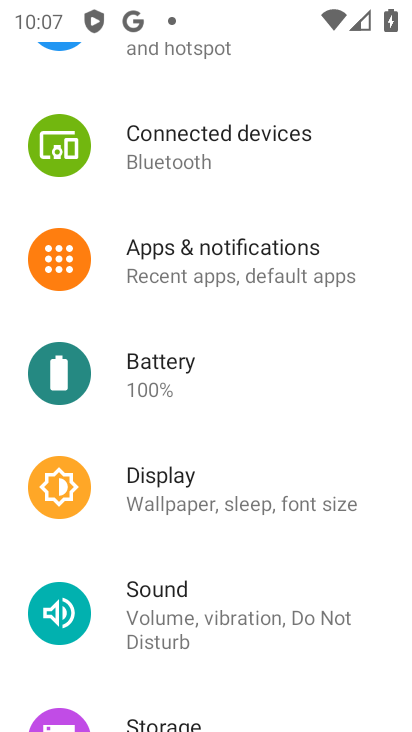 10:07
and hotspot
Connected devices
Bluetooth
Apps & notifications
Recent apps, default apps
Battery
100%
Display
Wallpaper, sleep, font size
Sound
Volume, vibration, Do Not
Disturb
Storage